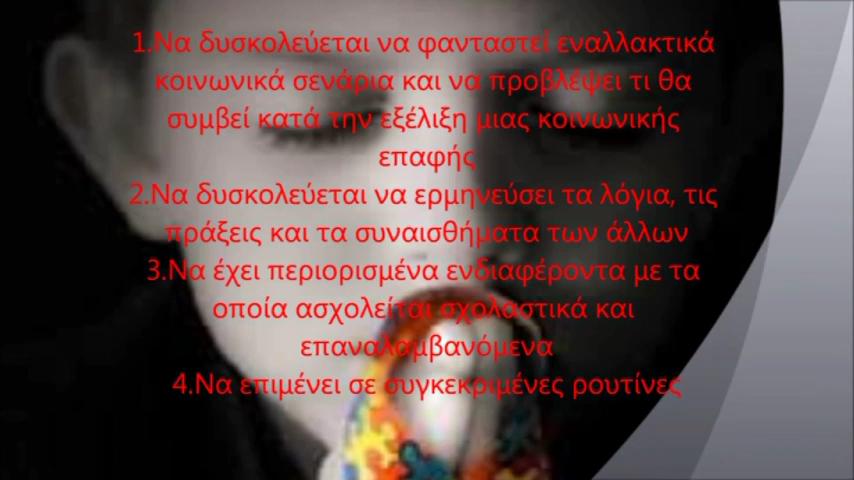 1.Να δυσκολεύεται να φανταστεί εναλλακτικά
κοινωνικά σενάρια και να προβλέψει τι θα
συμβεί κατά την εξέλιξη μιας κοινωνικής
επαφής
2.Να δυσκολεύεται να ερμηνεύσει τα λόγια, τις
πράξεις και τα συναισθήματα των άλλων
3.Να έχει περιορισμένα ενδιαφέροντα με τα
οποία ασχολείται σχολαστικά και
επαναλαμβανόμενα
4.Να επιμένει σε συγκεκριμένες ρουτίνες